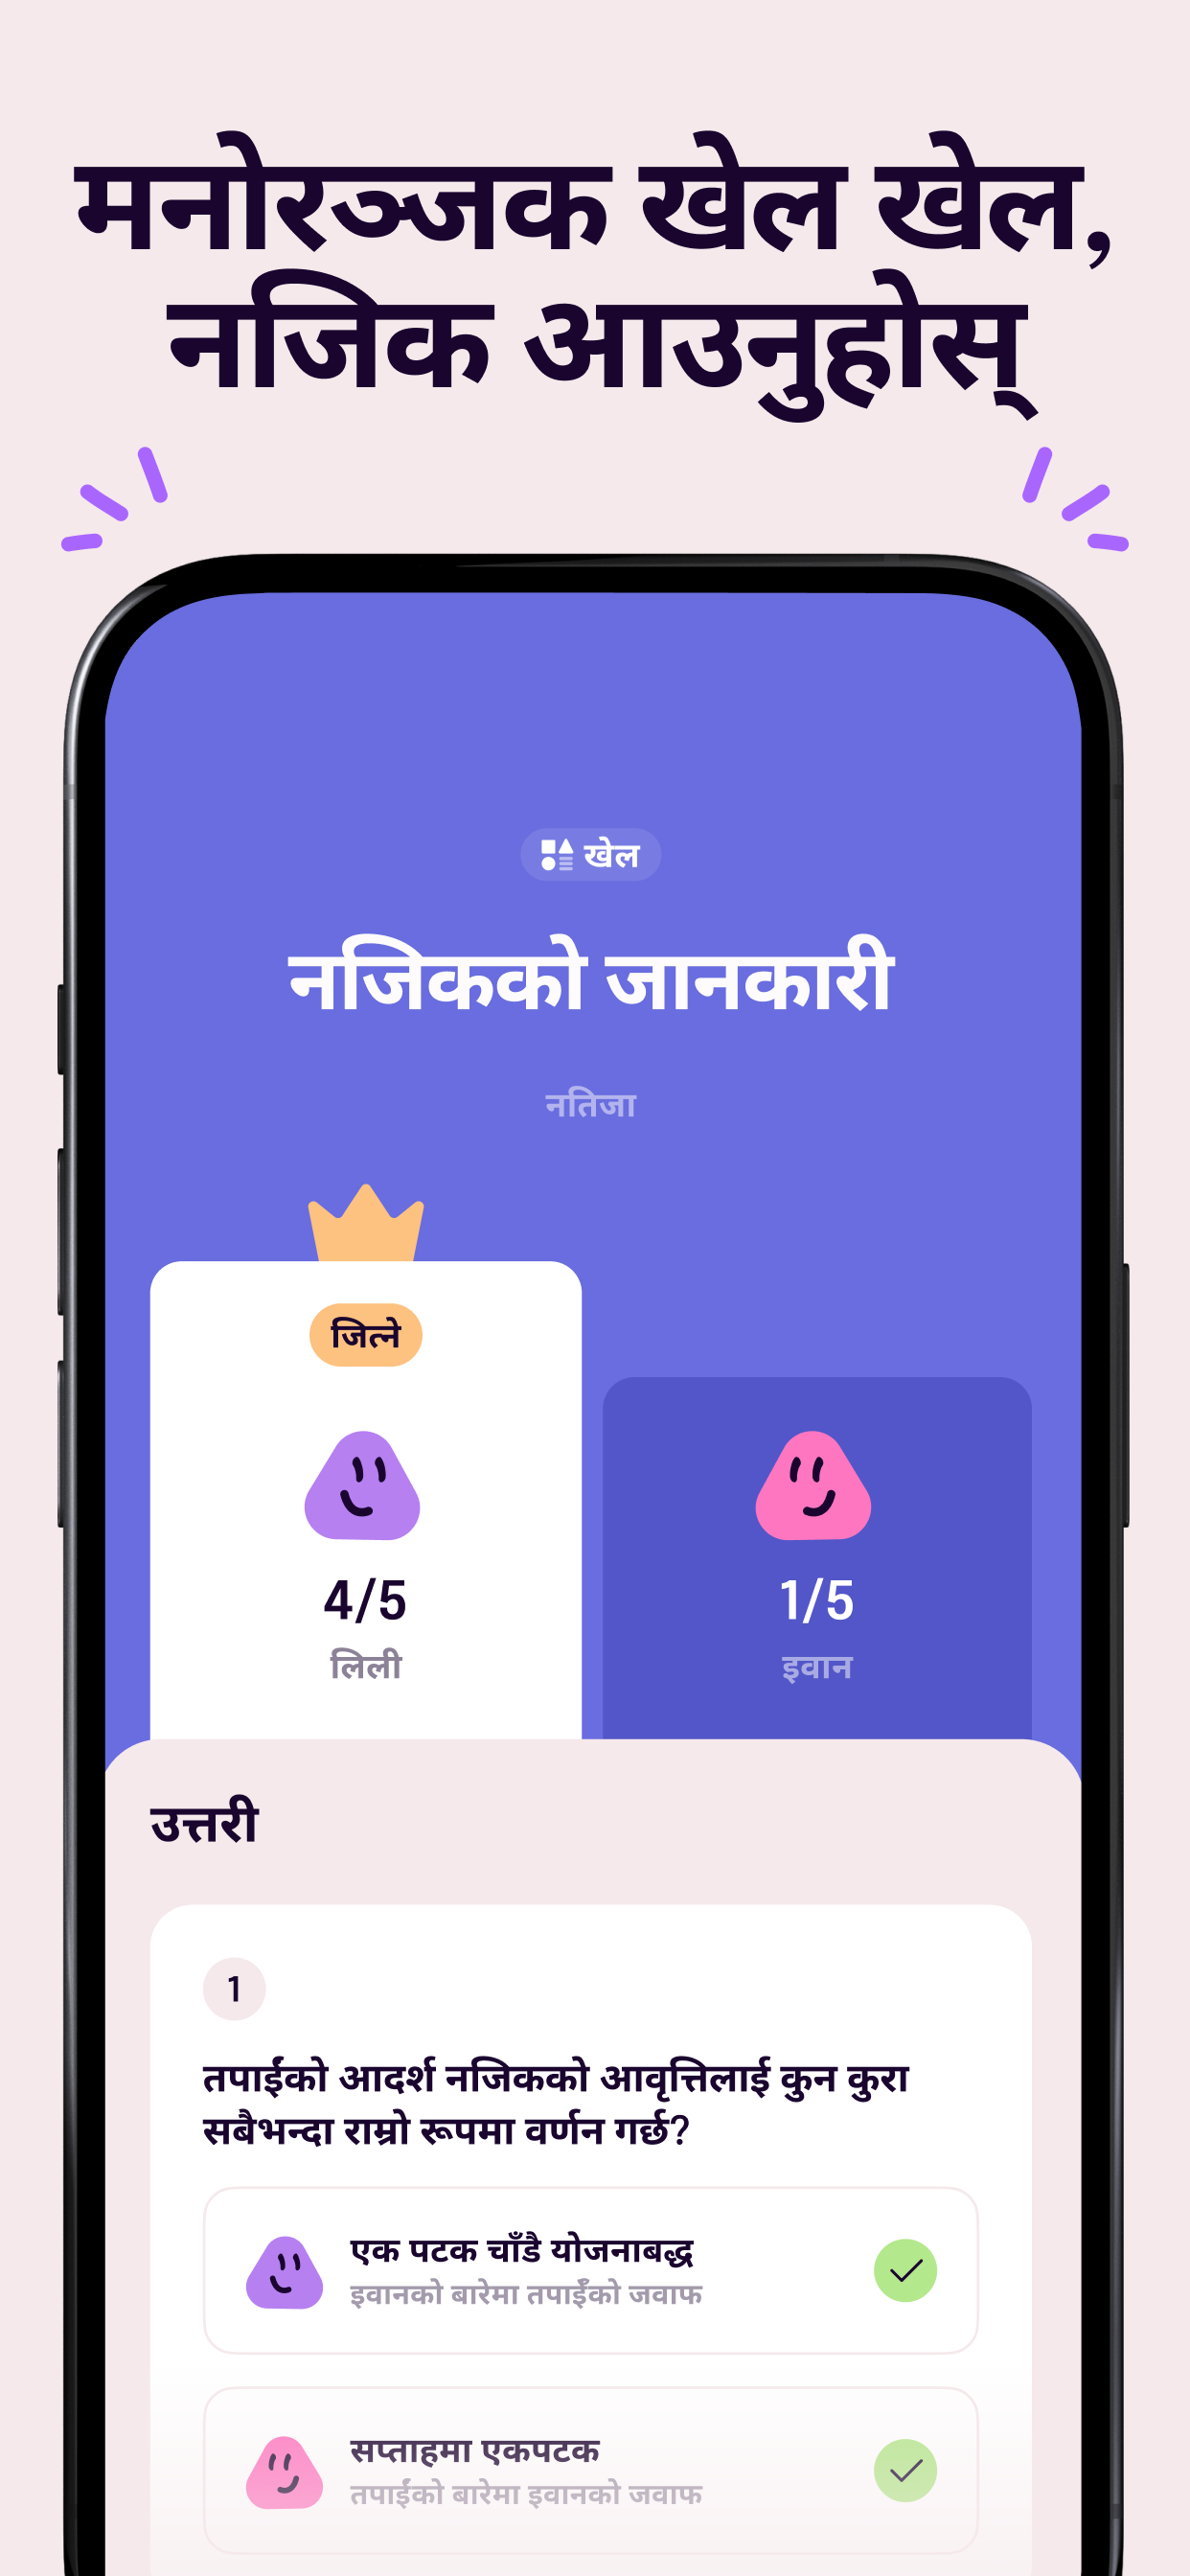 मनोरञ्जक खेल खेल,
नजिक आउनुहोस्
खेल
नजिकको जानकारी
नतिजा
जित्ने
4/5
लिली
1/5
इवान
उत्तरी
1
तपाईंको आदर्श नजिकको आवृत्तिलाई कुन कुरा
सबैभन्दा राम्रो रूपमा वर्णन गर्छ?
एक पटक चाँडै योजनाबद्ध
इवानको बारेमा तपाईँको जवाफ
सप्ताहमा एकपटक
तपाईंको बारेमा इवानको जवाफ